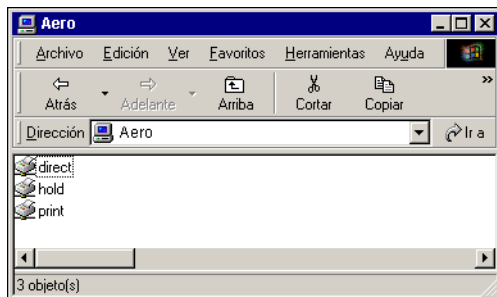 Aero
Archivo Edición Ver Favoritos Herramientas Ayuda
Atrás Adelante Arriba Cortar Copiar »
Dirección Aero Ir a
direct
hold
print
3 objeto(s)